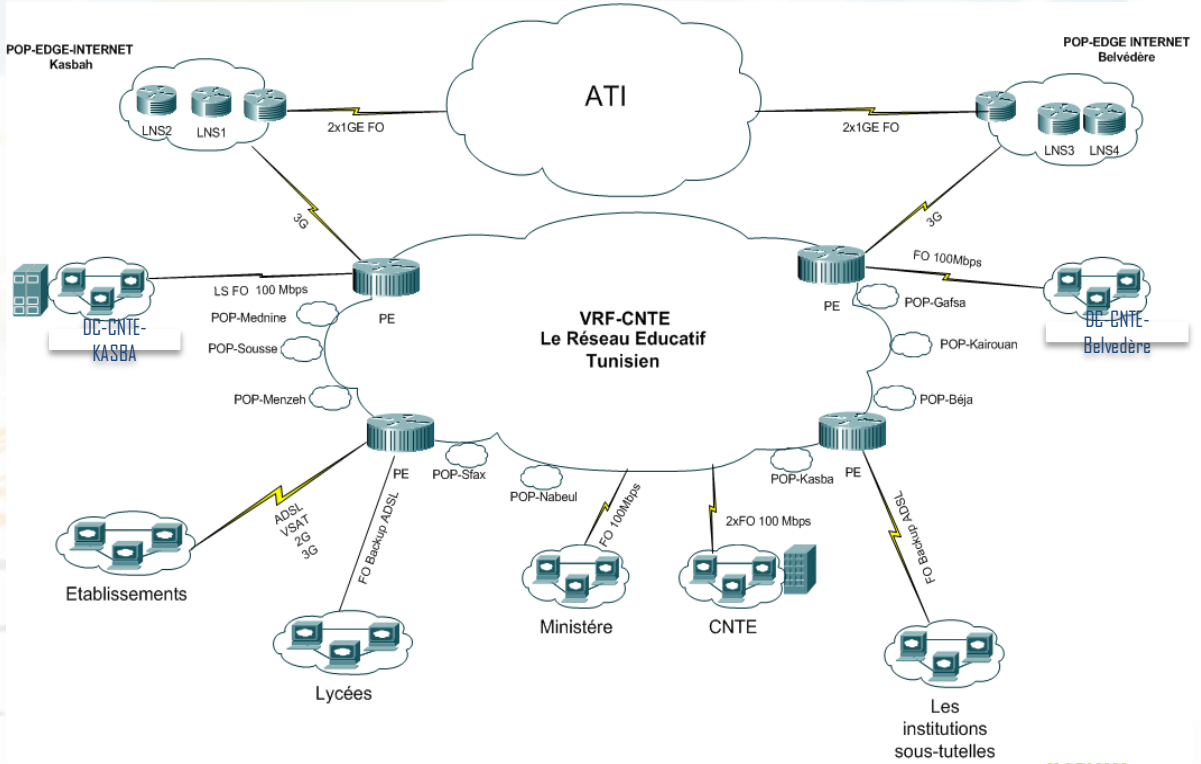 POP-EDGE-INTERNET
Kasbah
POP-EDGE INTERNET
Belvédère
ATI
LNS2
LNS1
2x1GE FO
2x1GE FO
LNS3
LNS4
3G
3G
LS FO 100 Mbps
FO 100Mbps
PE
PE
DC-CNTE-
KASBA
DC-CNTE-
Belvedère
POP-Mednine
POP-Sousse
POP-Menzeh
VRF-CNTE
Le Réseau Educatif
Tunisien
POP-Gafsa
POP-Kairouan
POP-Béja
PE
PE
POP-Sfax
POP-Nabeul
POP-Kasba
ADSL
VSAT
2G
3G
FO Backup ADSL
FO 100Mbps
2xFO 100 Mbps
FO Backup ADSL
Etablissements
Lycées
Ministére
CNTE
Les
institutions
sous-tutelles